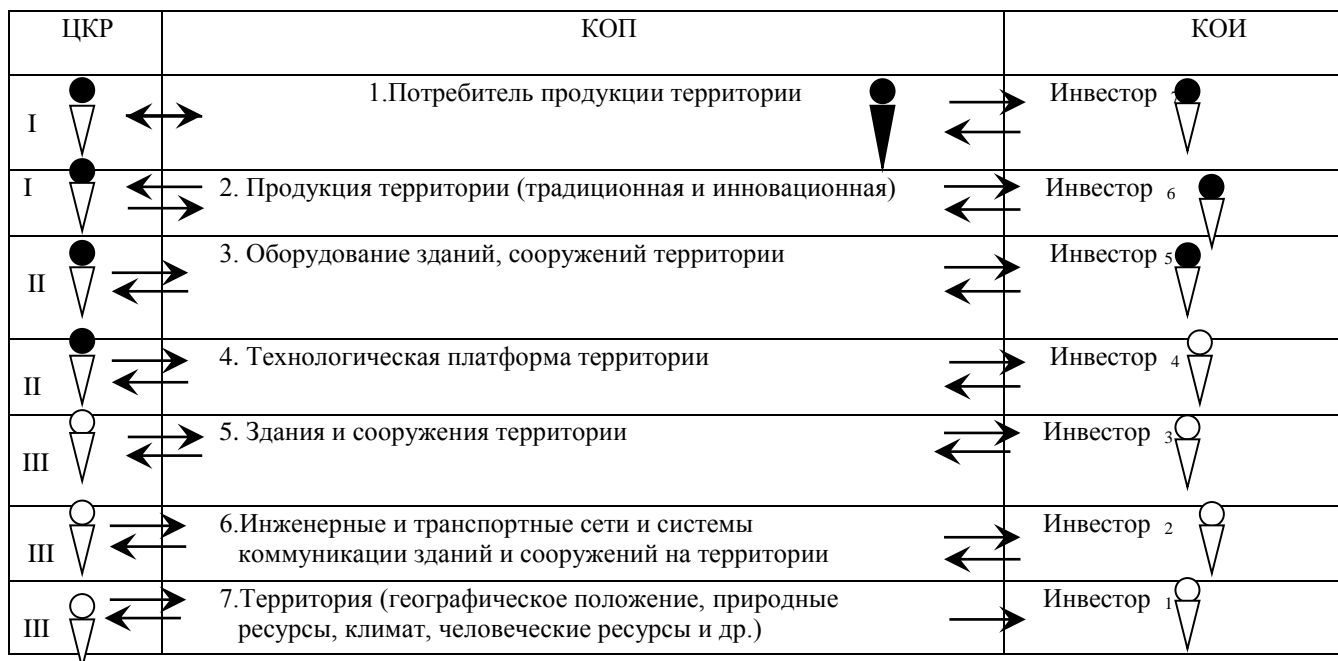 ЦКР КОП КОИ
I 1.Потребитель продукции территории Инвестор
I 2. Продукция территории (традиционная и инновационная) Инвестор 6
II 3. Оборудование зданий, сооружений территории Инвестор 5
II 4. Технологическая платформа территории Инвестор 4
III 5. Здания и сооружения территории Инвестор 3
III 6.Инженерные и транспортные сети и системы Инвестор 2
коммуникации зданий и сооружений на территории
III 7.Территория (географическое положение, природные Инвестор 1
ресурсы, климат, человеческие ресурсы и др.)